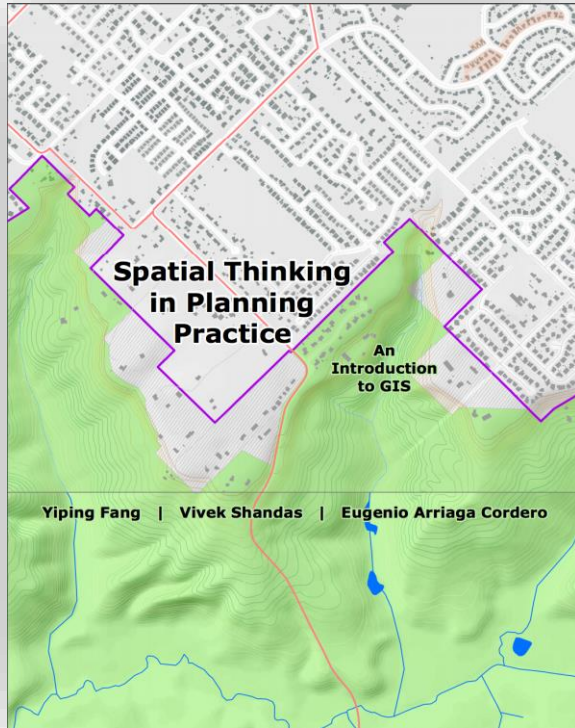 Spatial Thinking
in Planning
Practice
An
Introduction
to GIS
Yiping Fang | Vivek Shandas | Eugenio Arriaga Cordero